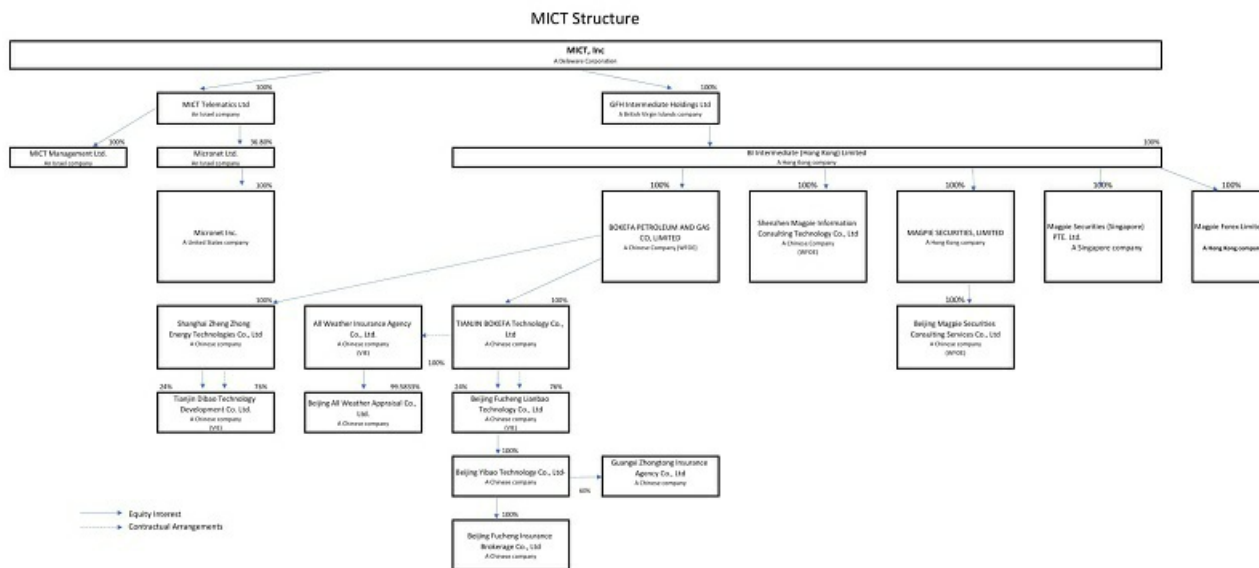 MICT Structure
MICT, Inc
A Delaware Corporation
100%
100%
MICT Telematics Ltd
An Israel company
GFH Intermediate Holdings Ltd
A British Virgin Islands company
100%
36.80%
100%
MICT Management Ltd.
An Israel company
Micronet Ltd.
An Israel company
BI Intermediate (Hong Kong) Limited
A Hong Kong company
100%
100%
100%
100%
100%
100%
Micronet Inc.
A United States company
BOKEFA PETROLEUM AND GAS
CO, LIMITED
A Chinese Company (WFOE)
Shenzhen Magpie Information
Consulting Technology Co., Ltd
A Chinese Company
(WFOE)
MAGPIE SECURITIES, LIMITED
A Hong Kong company
Magpie Securities (Singapore)
PTE. Ltd.
A Singapore company
Magpie Forex Limited
A Hong Kong company
100%
100%
100%
Shanghai Zheng Zhong
Energy Technologies Co., Ltd
A Chinese company
All Weather Insurance Agency
Co., Ltd.
A Chinese company
(VIE)
TIANJIN BOKEFA Technology Co.,
Ltd
A Chinese company
Beijing Magpie Securities
Consulting Services Co., Ltd
A Chinese company
(WFOE)
100%
24%
76%
99.5833%
24%
76%
Tianjin Dibao Technology
Development Co. Ltd.
A Chinese company
(VIE)
Beijing All Weather Appraisal Co.,
Ltd.
A Chinese company
Beijing Fucheng Lianbao
Technology Co., Ltd
A Chinese company
(VIE)
100%
Beijing Yibao Technology Co., Ltd-
A Chinese company
60%
Guangxi Zhongtong Insurance
Agency Co., Ltd
A Chinese company
100%
Equity Interest
Contractual Arrangements
Beijing Fucheng Insurance
Brokerage Co., Ltd
A Chinese company